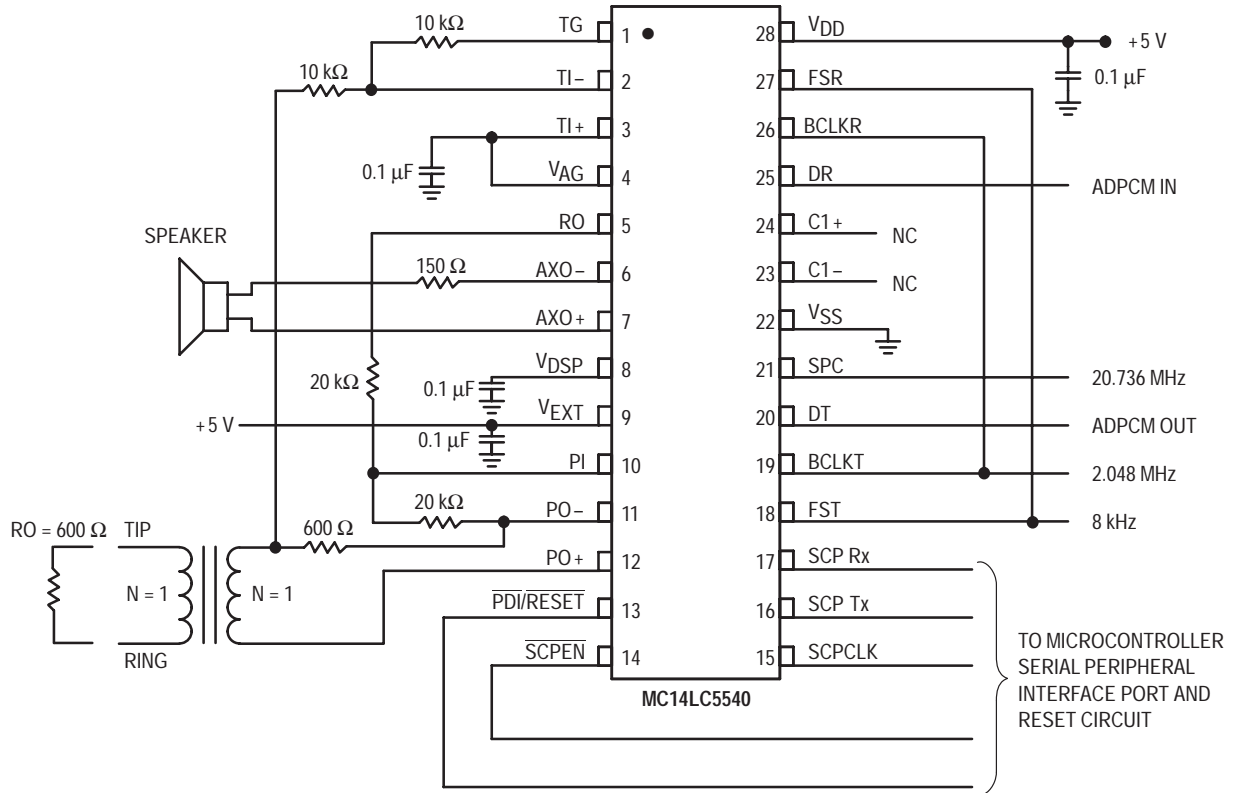 10 kΩ
TG
1
28
VDD
+5 V
10 kΩ
TI–
2
27
FSR
0.1 µF
TI+
3
26
BCLKR
0.1 µF
VAG
4
25
DR
ADPCM IN
RO
5
24
C1+
NC
SPEAKER
150 Ω
AXO–
6
23
C1–
NC
AXO+
7
22
VSS
20 kΩ
VDSP
0.1 µF
8
21
SPC
20.736 MHz
+5 V
VEXT
0.1 µF
9
20
DT
ADPCM OUT
PI
10
19
BCLKT
2.048 MHz
20 kΩ
PO–
11
18
FST
8 kHz
RO = 600 Ω
TIP
600 Ω
N = 1
N = 1
RING
PO+
12
17
SCP Rx
PDI/RESET
13
16
SCP Tx
SCPEN
14
15
SCPCLK
MC14LC5540
TO MICROCONTROLLER
SERIAL PERIPHERAL
INTERFACE PORT AND
RESET CIRCUIT